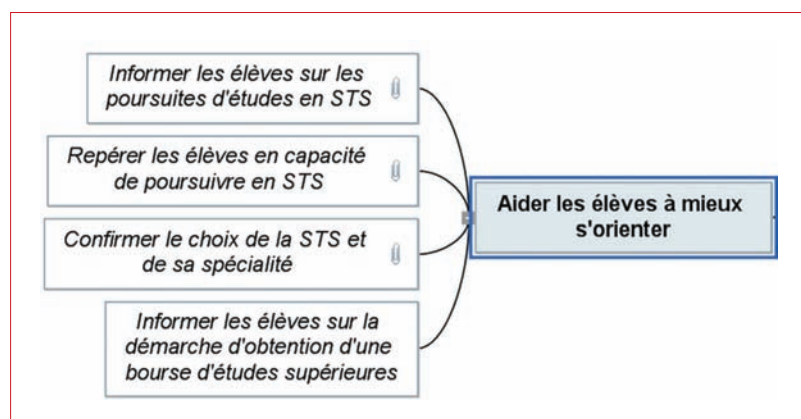 Informer les élèves sur les
poursuites d'études en STS
Repérer les élèves en capacité
de poursuivre en STS
Confirmer le choix de la STS et
de sa spécialité
Informer les élèves sur la
démarche d'obtention d'une
bourse d'études supérieures
Aider les élèves à mieux
s'orienter